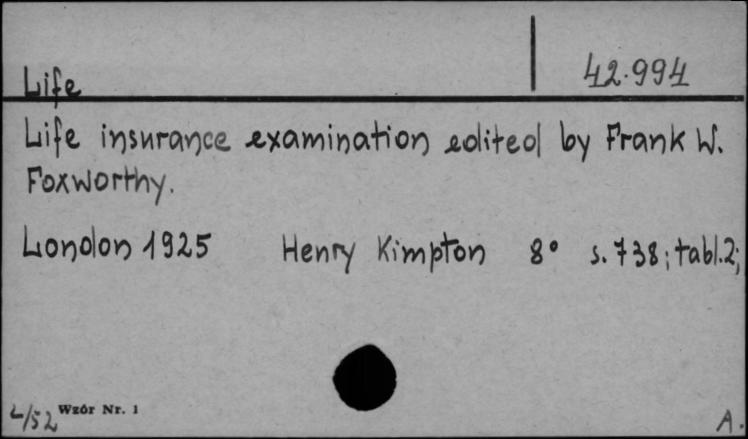 Life
42.994
Life insurance examination edited by Frank W.
Foxworthy.
London 1925 Henry Kimpton 8° s.738; tabl.2;
L/52 Wzór Nr. 1
A.